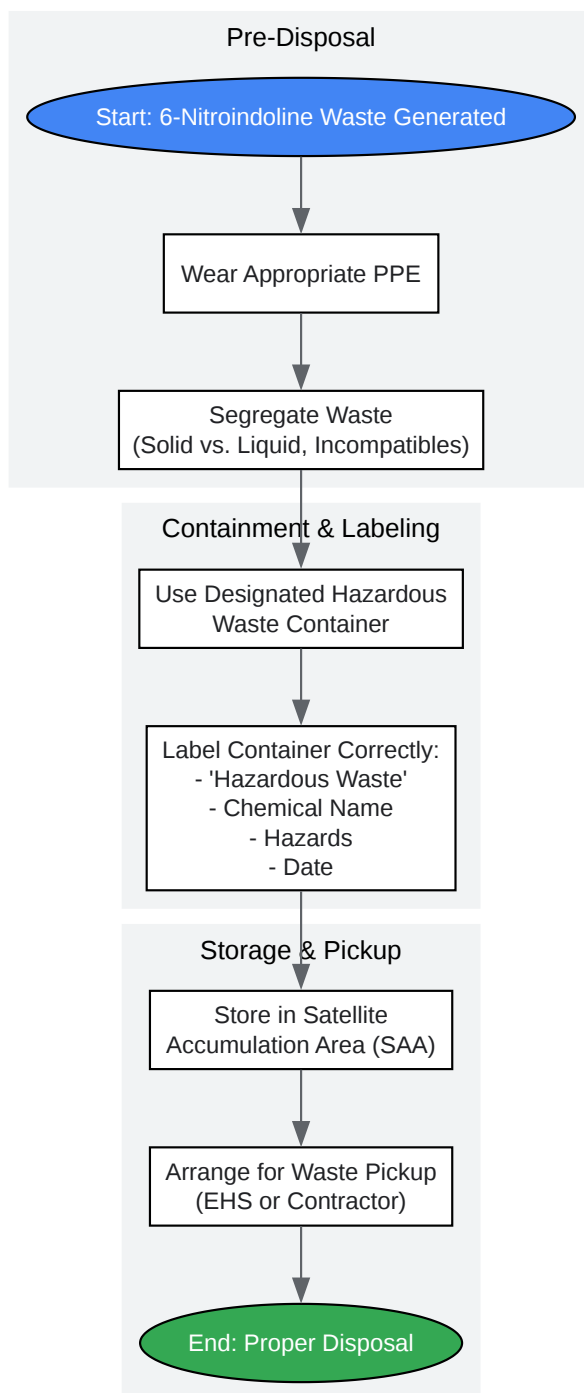 Pre-Disposal
Start: 6-Nitroindoline Waste Generated
Wear Appropriate PPE
Segregate Waste
(Solid vs. Liquid, Incompatibles)
Containment & Labeling
Use Designated Hazardous
Waste Container
Label Container Correctly:
- 'Hazardous Waste'
- Chemical Name
- Hazards
- Date
Storage & Pickup
Store in Satellite
Accumulation Area (SAA)
Arrange for Waste Pickup
(EHS or Contractor)
End: Proper Disposal